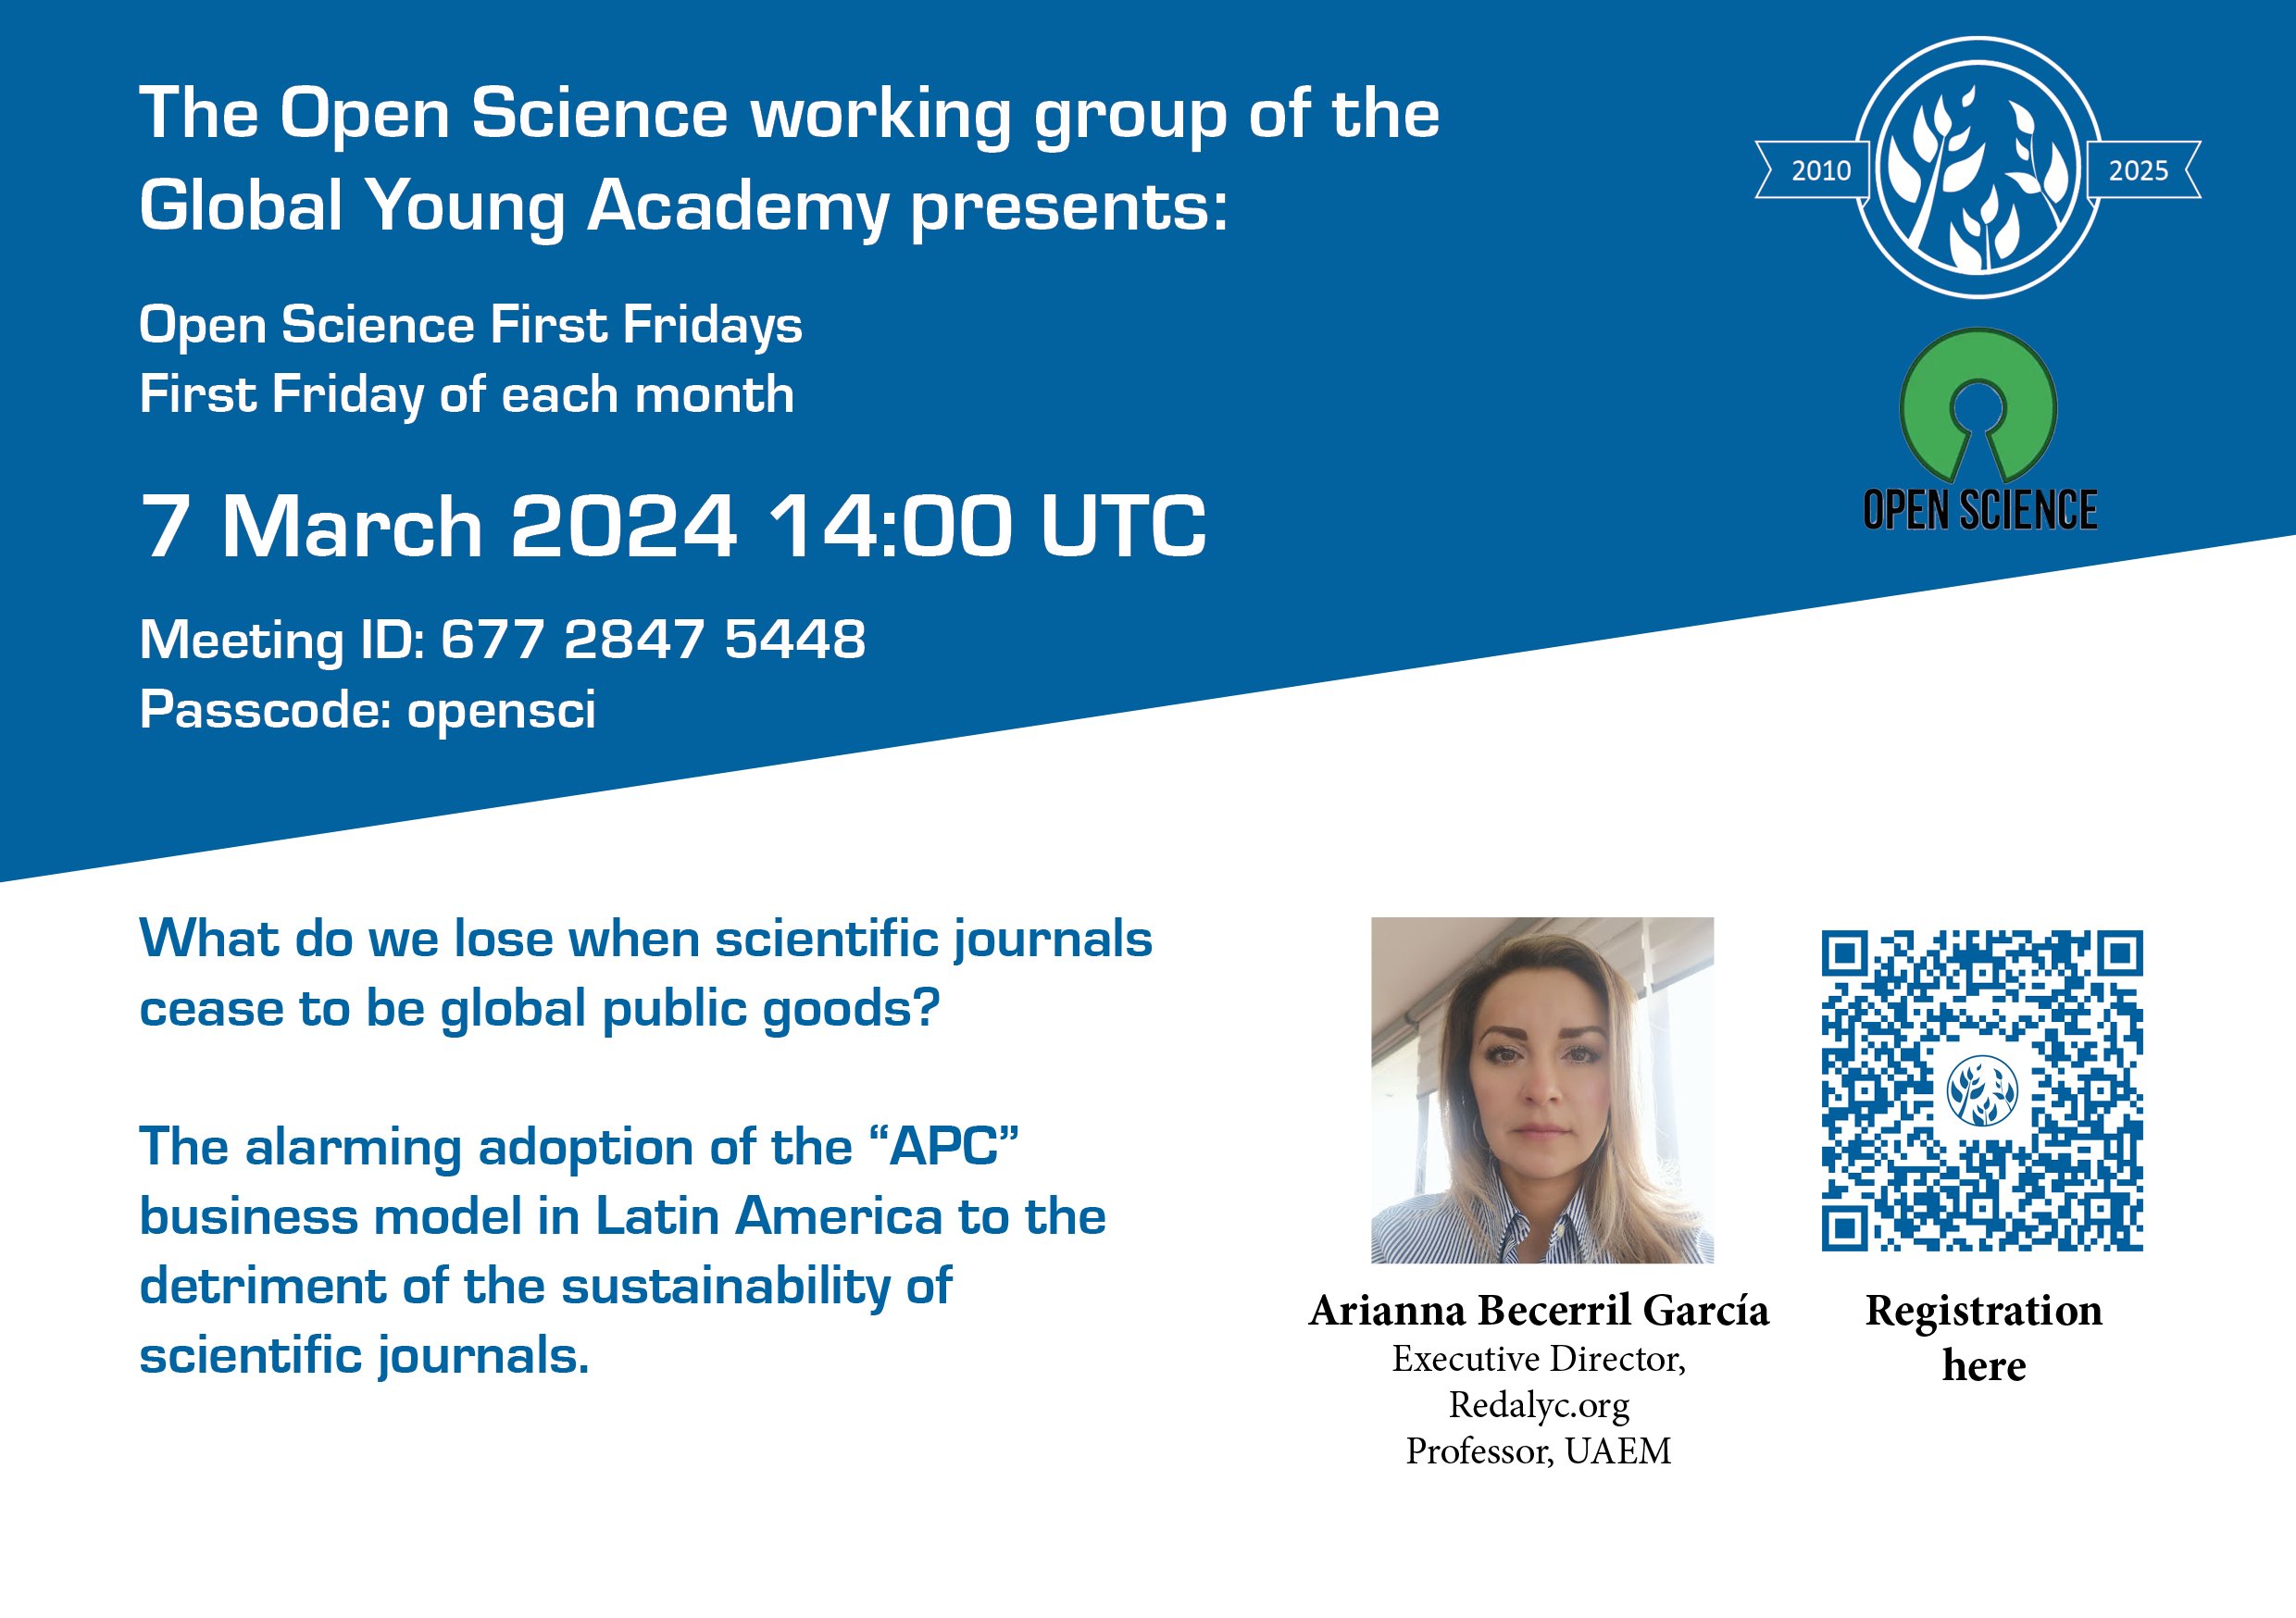 The Open Science working group of the
Global Young Academy presents:
Open Science First Fridays
First Friday of each month
7 March 2024 14:00 UTC
Meeting ID: 677 2847 5448
Passcode: opensci
2010
2025
OPEN SCIENCE
What do we lose when scientific journals
cease to be global public goods?
The alarming adoption of the “APC”
business model in Latin America to the
detriment of the sustainability of
scientific journals.
Arianna Becerril García
Executive Director,
Redalyc.org
Professor, UAEM
Registration
here